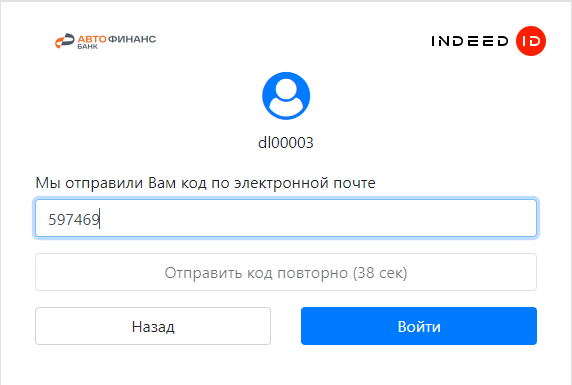 АВТОФИНАНС
БАНК
INDEED ID
dl00003
Мы отправили Вам код по электронной почте
597469
Отправить код повторно (38 сек)
Назад
Войти